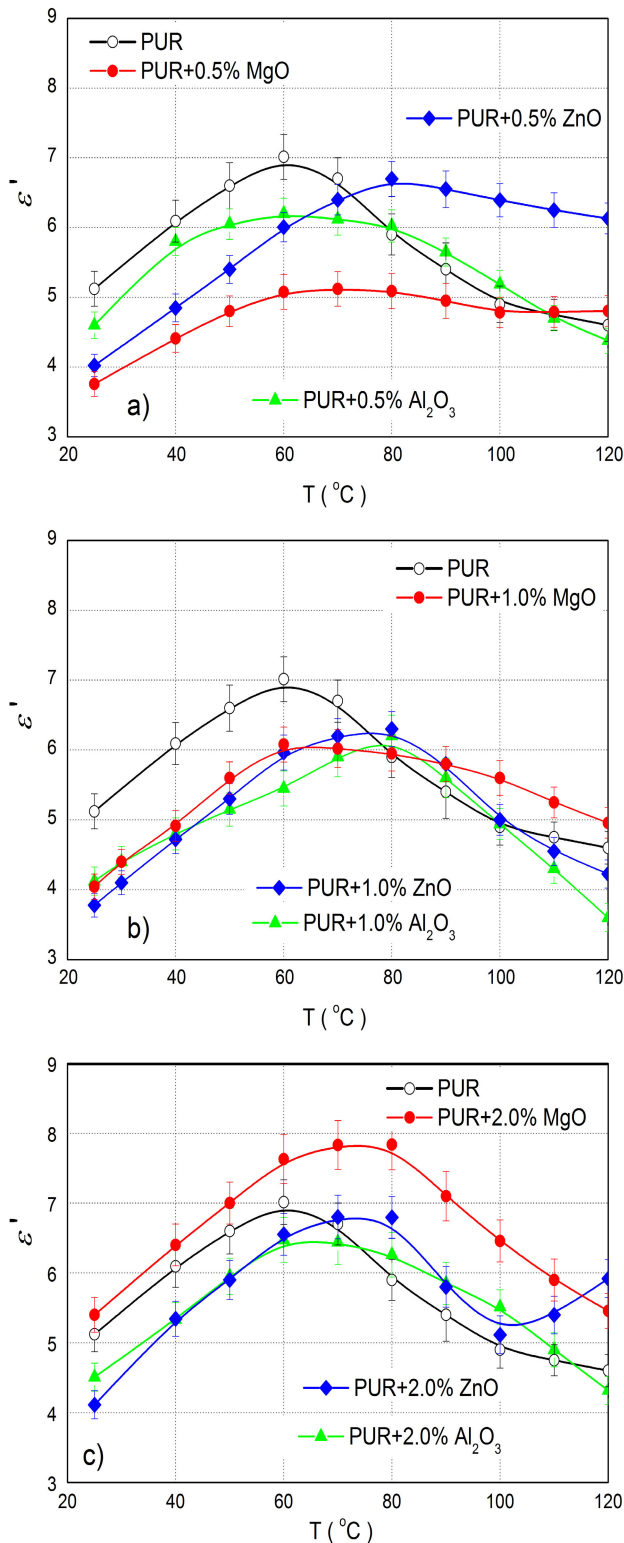 9
PUR
PUR+0.5% MgO
8
PUR+0.5% ZnO
7
ε'
6
5
4
PUR+0.5% Al₂O₃
a)
3
20 40 60 80 100 120
T ( °C)
9
PUR
PUR+1.0% MgO
8
7
ε'
6
5
4
PUR+1.0% ZnO
PUR+1.0% Al₂O₃
b)
3
20 40 60 80 100 120
T ( °C)
9
PUR
PUR+2.0% MgO
8
7
ε'
6
5
PUR+2.0% ZnO
4
PUR+2.0% Al₂O₃
c)
3
20 40 60 80 100 120
T ( °C)